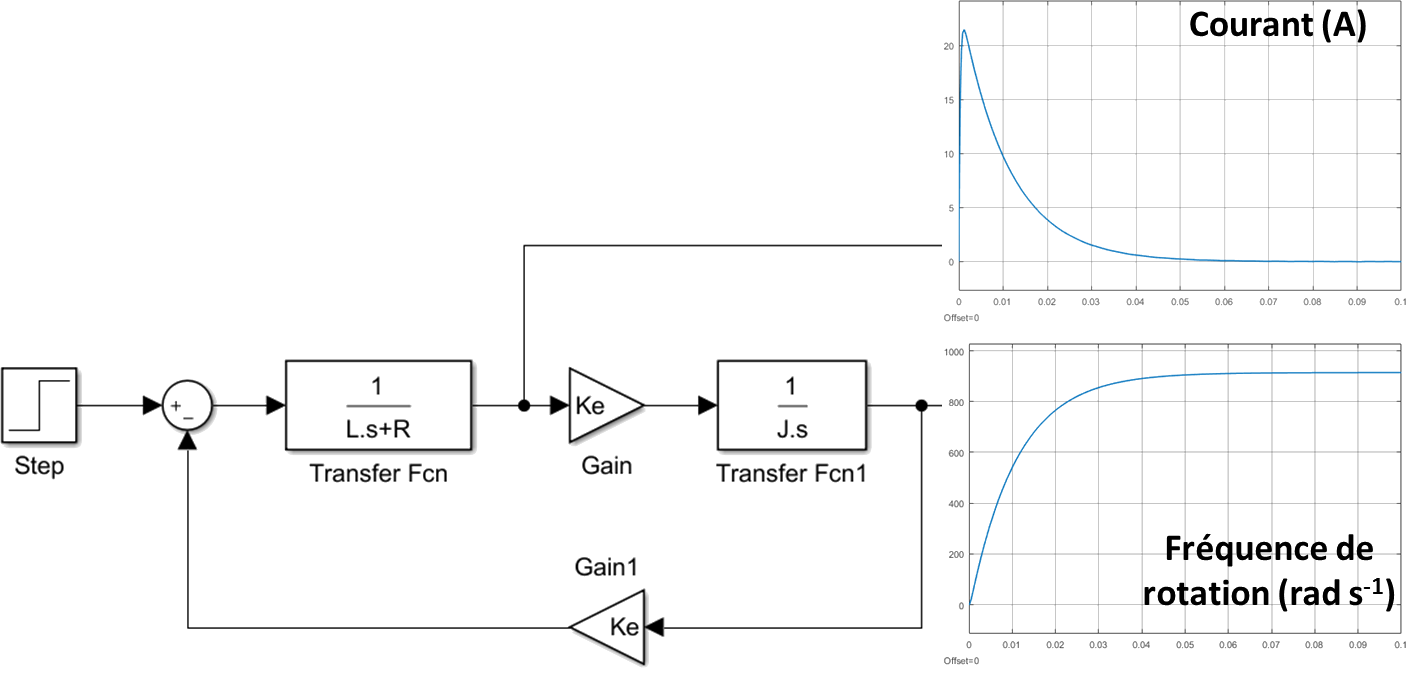 Courant (A)
20
15
10
5
0
0 0.01 0.02 0.03 0.04 0.05 0.06 0.07 0.08 0.09 0.1
Offset=0
Step
+
−
1
L.s+R
Transfer Fcn
Ke
Gain
1
J.s
Transfer Fcn1
Gain1
Ke
1000
800
600
400
200
0
Fréquence de
rotation (rad s-1)
0 0.01 0.02 0.03 0.04 0.05 0.06 0.07 0.08 0.09 0.1
Offset=0